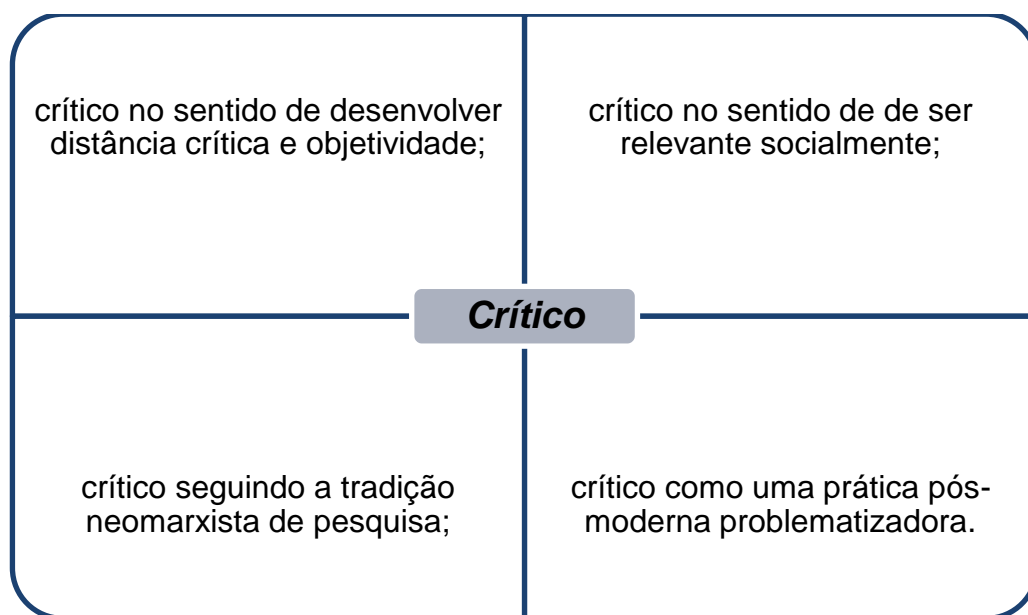 crítico no sentido de desenvolver
distância crítica e objetividade;
crítico no sentido de de ser
relevante socialmente;
Crítico
crítico seguindo a tradição
neomarxista de pesquisa;
crítico como uma prática pós-
moderna problematizadora.